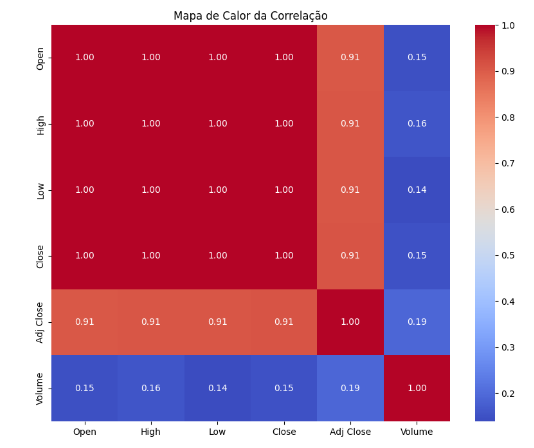 Mapa de Calor da Correlação
Open 1.00 1.00 1.00 1.00 0.91 0.15
High 1.00 1.00 1.00 1.00 0.91 0.16
Low 1.00 1.00 1.00 1.00 0.91 0.14
Close 1.00 1.00 1.00 1.00 0.91 0.15
Adj Close 0.91 0.91 0.91 0.91 1.00 0.19
Volume 0.15 0.16 0.14 0.15 0.19 1.00
Open High Low Close Adj Close Volume
1.0
0.9
0.8
0.7
0.6
0.5
0.4
0.3
0.2